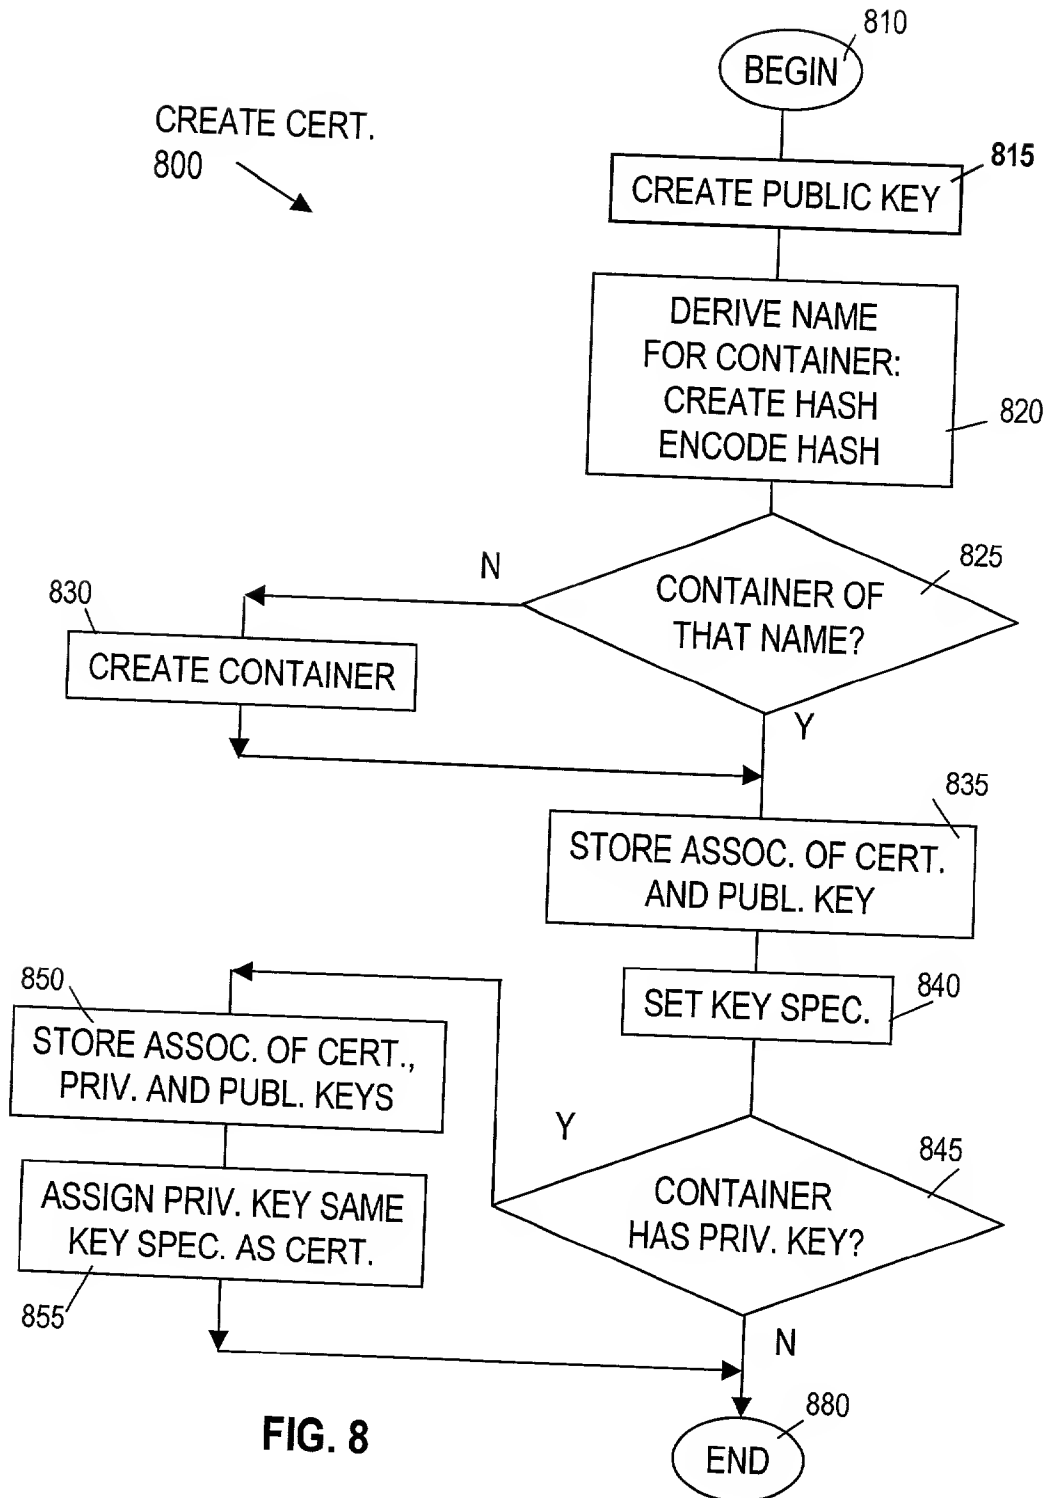 810
BEGIN
CREATE CERT.
800
815
CREATE PUBLIC KEY
DERIVE NAME
FOR CONTAINER:
CREATE HASH
ENCODE HASH
820
825
CONTAINER OF
THAT NAME?
N
Y
830
CREATE CONTAINER
835
STORE ASSOC. OF CERT.
AND PUBL. KEY
840
SET KEY SPEC.
845
CONTAINER
HAS PRIV. KEY?
Y
N
850
STORE ASSOC. OF CERT.,
PRIV. AND PUBL. KEYS
ASSIGN PRIV. KEY SAME
KEY SPEC. AS CERT.
855
880
END
FIG. 8